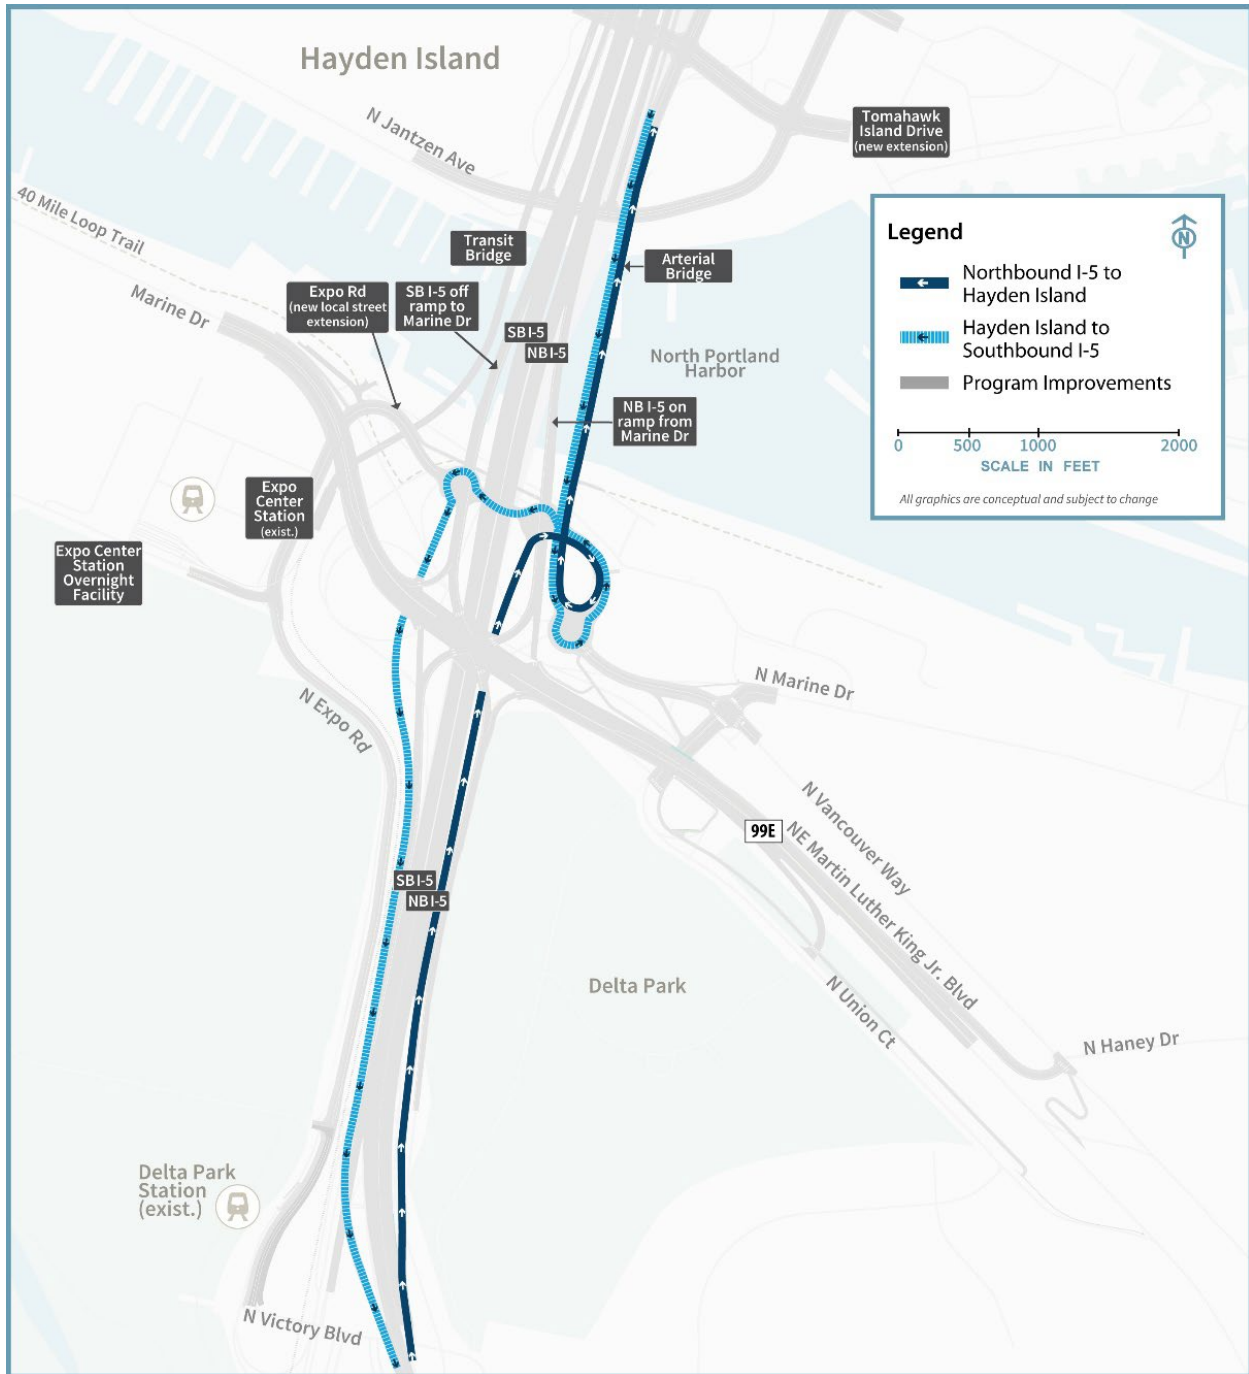 Hayden Island
N Jantzen Ave
Tomahawk
Island Drive
(new extension)
40 Mile Loop Trail
Transit
Bridge
Arterial
Bridge
Marine Dr
Expo Rd
(new local street
extension)
SB I-5 off
ramp to
Marine Dr
SB I-5
NB I-5
North Portland
Harbor
NB I-5 on
ramp from
Marine Dr
Legend
N
Northbound I-5 to
Hayden Island
Hayden Island to
Southbound I-5
Program Improvements
0 500 1000 2000
SCALE IN FEET
All graphics are conceptual and subject to change
Expo
Center
Station
(exist.)
Expo Center
Station
Overnight
Facility
N Expo Rd
N Marine Dr
N Vancouver Way
99E
NE Martin Luther King Jr. Blvd
SB I-5
NB I-5
Delta Park
N Union Ct
N Haney Dr
Delta Park
Station
(exist.)
N Victory Blvd